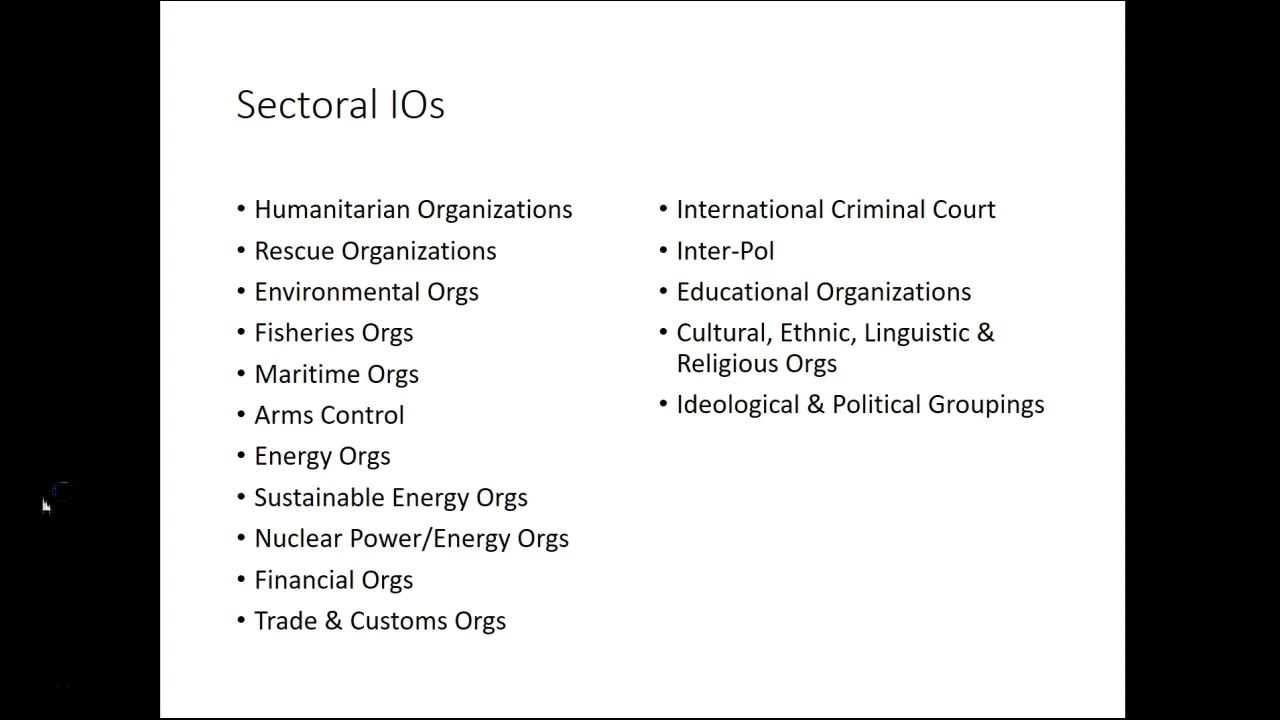 Sectoral IOs
• Humanitarian Organizations
• Rescue Organizations
• Environmental Orgs
• Fisheries Orgs
• Maritime Orgs
• Arms Control
• Energy Orgs
• Sustainable Energy Orgs
• Nuclear Power/Energy Orgs
• Financial Orgs
• Trade & Customs Orgs
• International Criminal Court
• Inter-Pol
• Educational Organizations
• Cultural, Ethnic, Linguistic &
Religious Orgs
• Ideological & Political Groupings